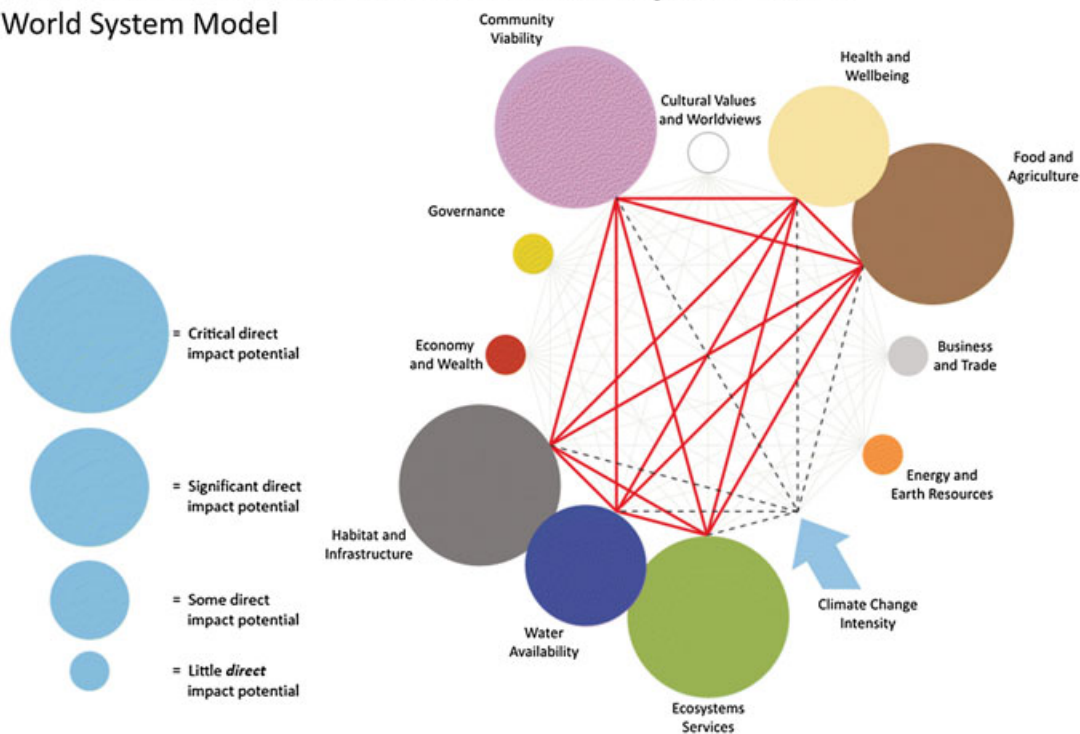 World System Model
Community
Viability
Health and
Wellbeing
Cultural Values
and Worldviews
Food and
Agriculture
Governance
= Critical direct
impact potential
Economy
and Wealth
Business
and Trade
= Significant direct
impact potential
Energy and
Earth Resources
Habitat and
Infrastructure
= Some direct
impact potential
Climate Change
Intensity
Water
Availability
= Little direct
impact potential
Ecosystems
Services